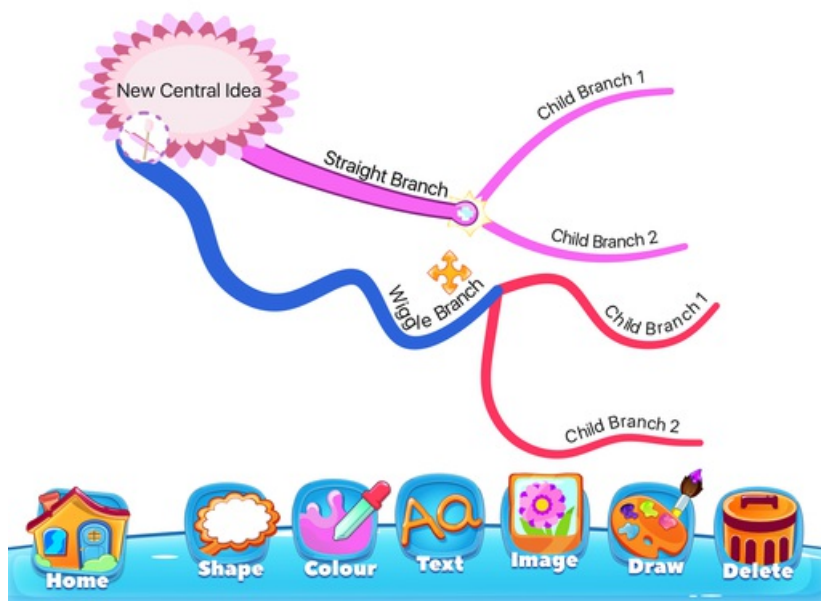 New Central Idea
Straight Branch
Child Branch 1
Child Branch 2
Wiggle Branch
Child Branch 1
Child Branch 2
Home
Shape
Colour
Aa
Text
Image
Draw
Delete